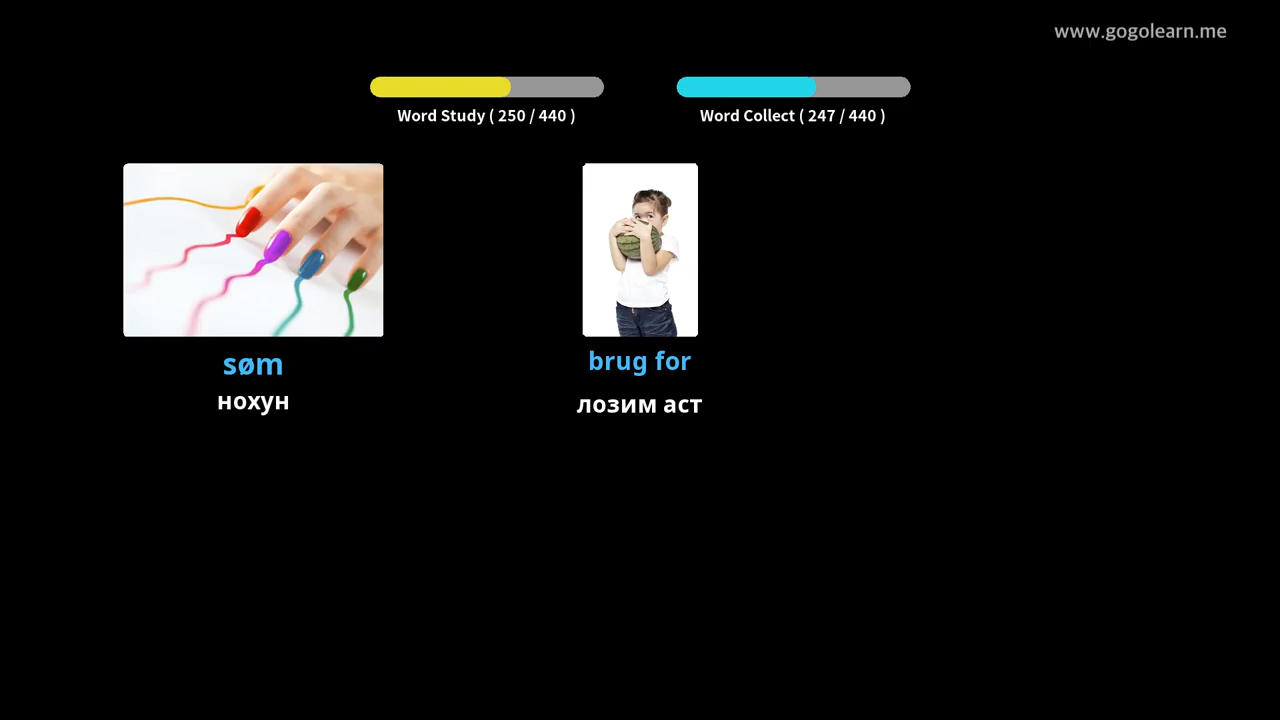 www.gogolearn.me
Word Study ( 250 / 440 )
Word Collect ( 247 / 440 )
søm
нохун
brug for
лозим аст